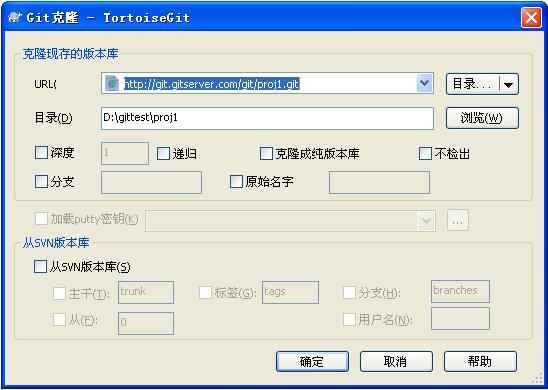 Git克隆 - TortoiseGit
克隆现存的版本库
URL( http://git.gitserver.com/git/proj1.git 目录...
目录(D) D:\gittest\proj1 浏览(W)
深度 1 递归 克隆成纯版本库 不检出
分支 原始名字
加载putty密钥(K) ...
从SVN版本库
从SVN版本库(S)
主干(T): trunk 标签(G): tags 分支(H): branches
从(F): 0 用户名(N):
确定 取消 帮助